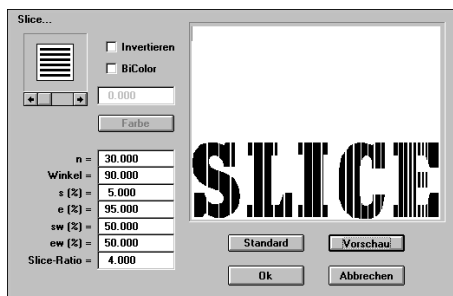 Slice...
Invertieren
BiColor
0.000
Farbe
n = 30.000
Winkel = 90.000
s (%) = 5.000
e (%) = 95.000
sw (%) = 50.000
ew (%) = 50.000
Slice-Ratio = 4.000
SLICE
Standard Vorschau
Ok Abbrechen